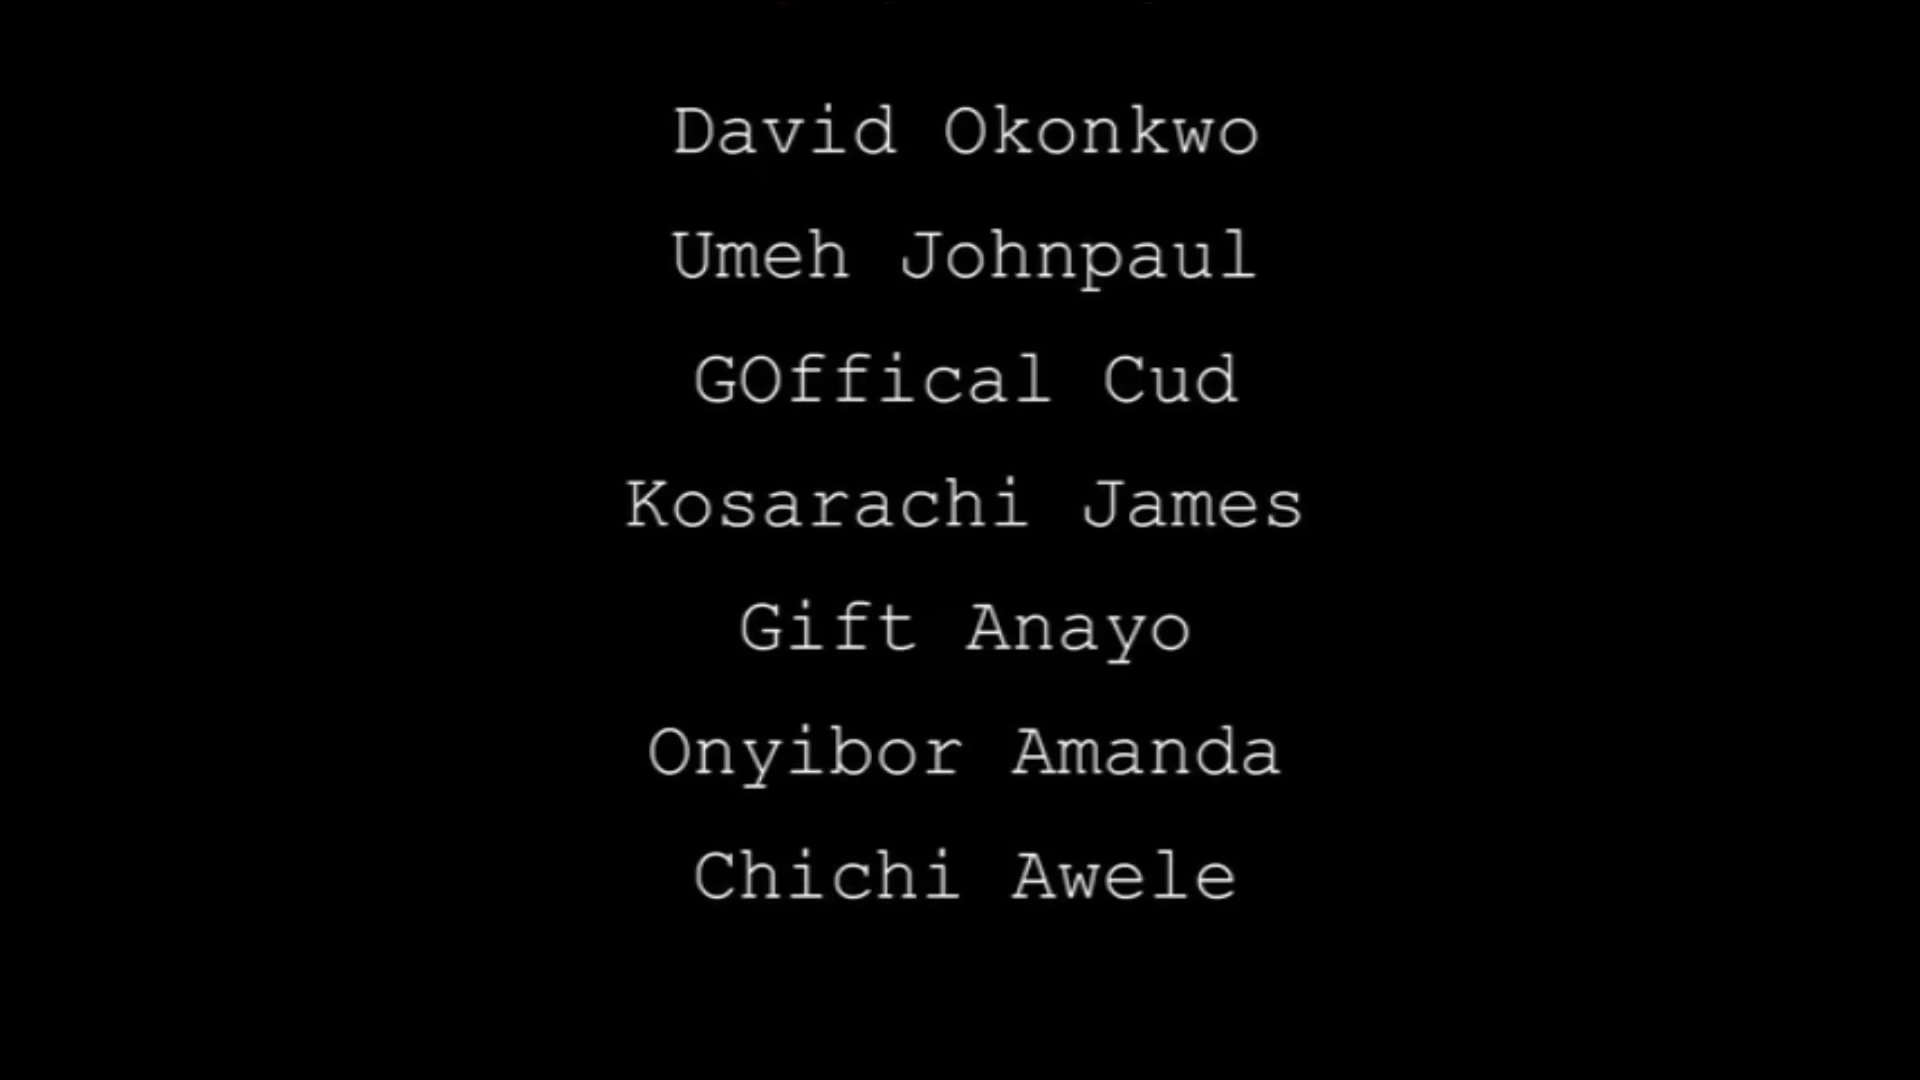 David Okonkwo
Umeh Johnpaul
GOffical Cud
Kosarachi James
Gift Anayo
Onyibor Amanda
Chichi Awele